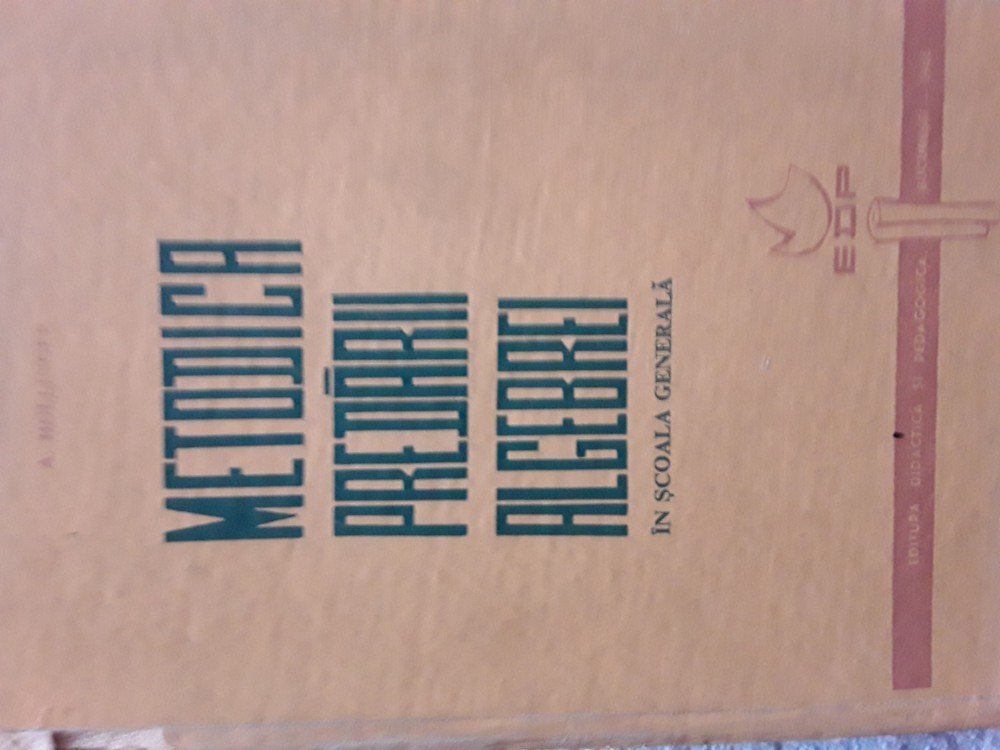 A.
METODICA
PREDĂRII
ALGEBREI
ÎN ȘCOALA GENERALĂ
EDP
EDITURA DIDACTICĂ ȘI PEDAGOGICĂ